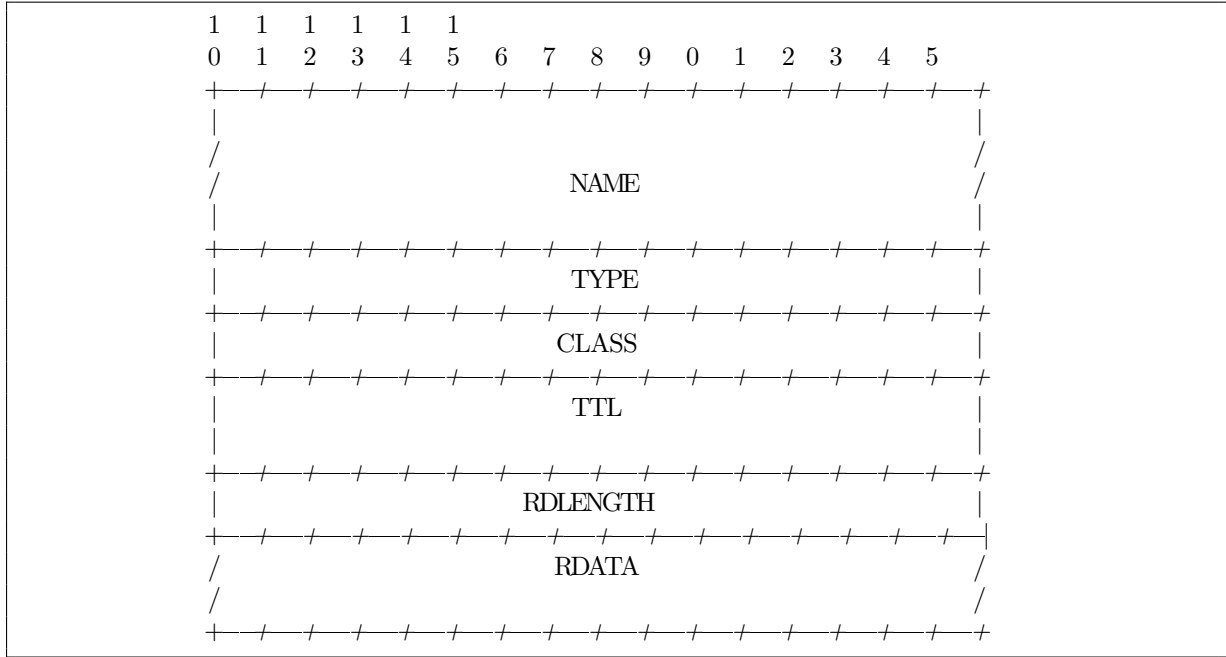 1 1 1 1 1 1
0 1 2 3 4 5 6 7 8 9 0 1 2 3 4 5
+--+--+--+--+--+--+--+--+--+--+--+--+--+--+--+--+
| |
/ /
/ NAME /
| |
+--+--+--+--+--+--+--+--+--+--+--+--+--+--+--+--+
| TYPE |
+--+--+--+--+--+--+--+--+--+--+--+--+--+--+--+--+
| CLASS |
+--+--+--+--+--+--+--+--+--+--+--+--+--+--+--+--+
| TTL |
| |
+--+--+--+--+--+--+--+--+--+--+--+--+--+--+--+--+
| RDLENGTH |
+--+--+--+--+--+--+--+--+--+--+--+--+--+--+--+--|
/ RDATA /
/ /
+--+--+--+--+--+--+--+--+--+--+--+--+--+--+--+--+